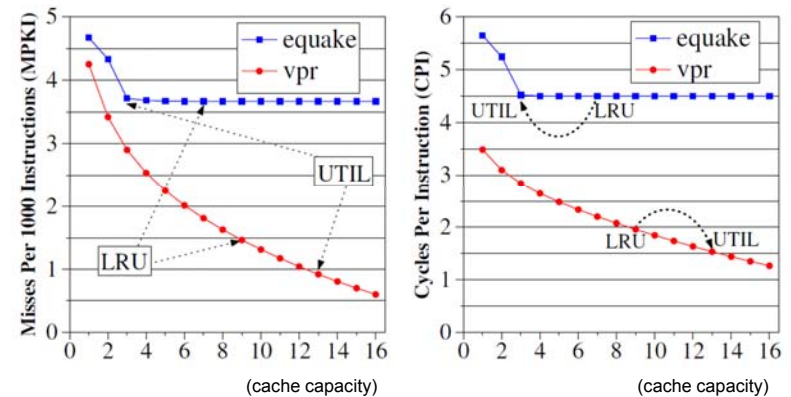 Misses Per 1000 Instructions (MPKI)
5
4
3
2
1
0
equake
vpr
UTIL
LRU
0 2 4 6 8 10 12 14 16
(cache capacity)
Cycles Per Instruction (CPI)
6
5
4
3
2
1
0
equake
vpr
UTIL LRU
LRU UTIL
0 2 4 6 8 10 12 14 16
(cache capacity)